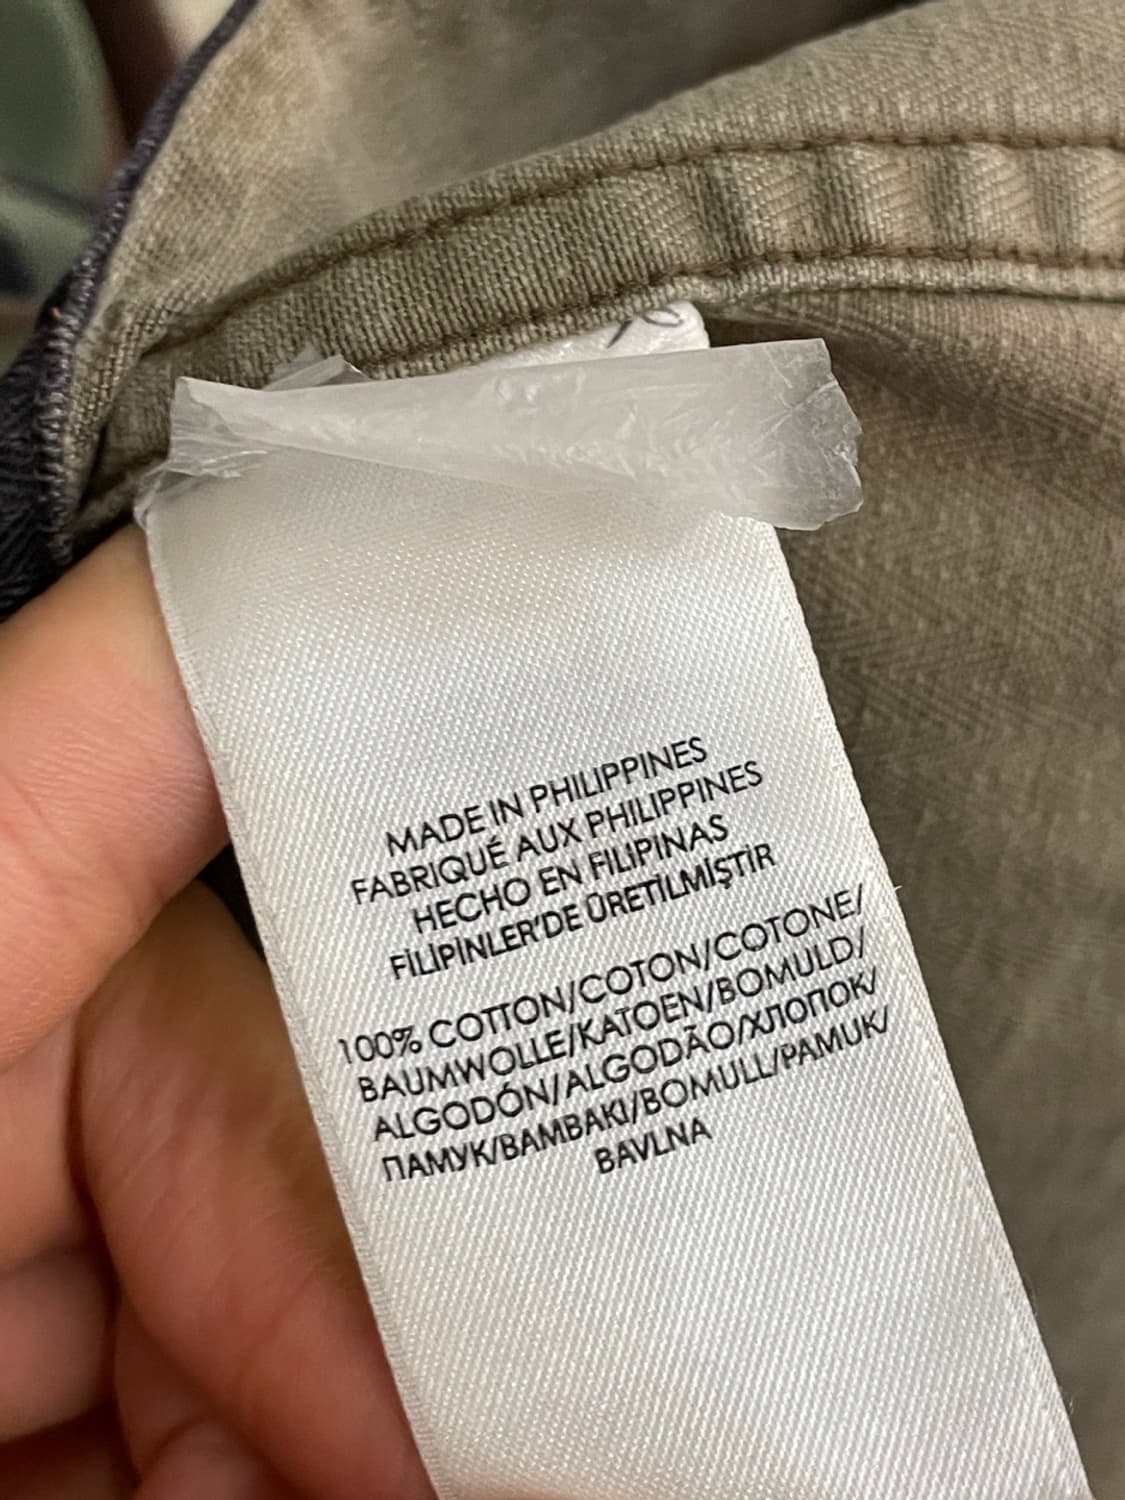 MADE IN PHILIPPINES
FABRIQUÉ AUX PHILIPPINES
HECHO EN FILIPINAS
FİLİPİNLER'DE ÜRETİLMİŞTİR
100% COTTON/COTON/COTONE/
BAUMWOLLE/KATOEN/BOMULD/
ALGODÓN/ALGODÃO/ХЛОПОК/
ПАМУК/BAMBAKI/BOMULL/PAMUK/
BAVLNA